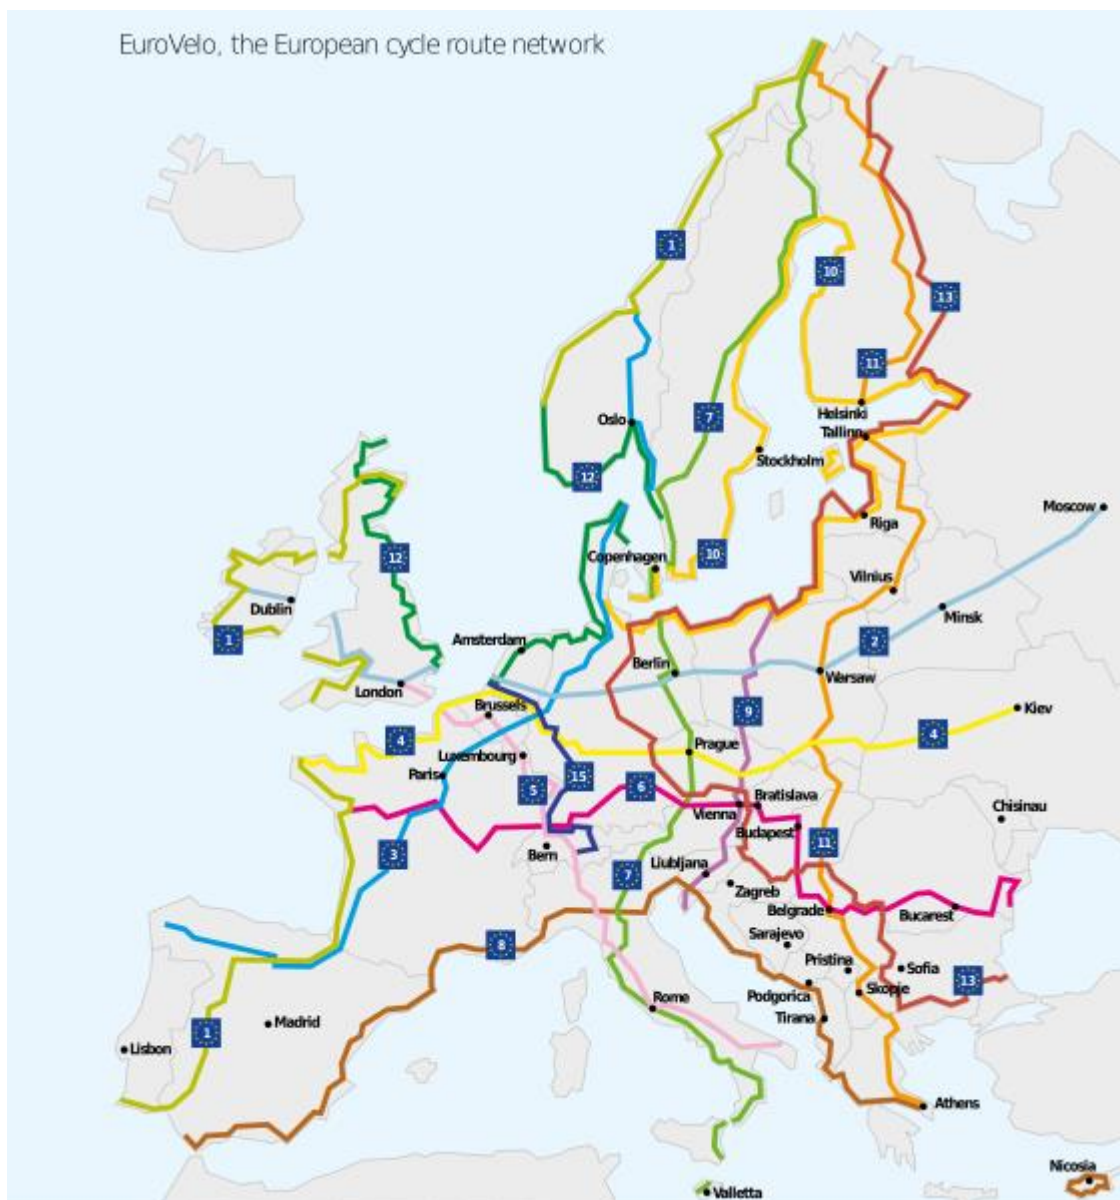 EuroVelo, the European cycle route network
1
10
13
11
Helsinki
Oslo
7
Tallinn
Stockholm
12
Moscow
Riga
12
Copenhagen
10
Vilnius
Dublin
Minsk
1
Amsterdam
2
Berlin
Warsaw
London
Brussels
9
Kiev
4
4
Prague
Luxembourg
Paris
15
5
6
Bratislava
Chisinau
Vienna
Budapest
3
Bern
11
Liubljana
7
Zagreb
Belgrade
Bucarest
Sarajevo
8
Pristina
Sofia
13
Podgorica
Skopje
Rome
Tirana
Madrid
1
Lisbon
Athens
Nicosia
Valletta